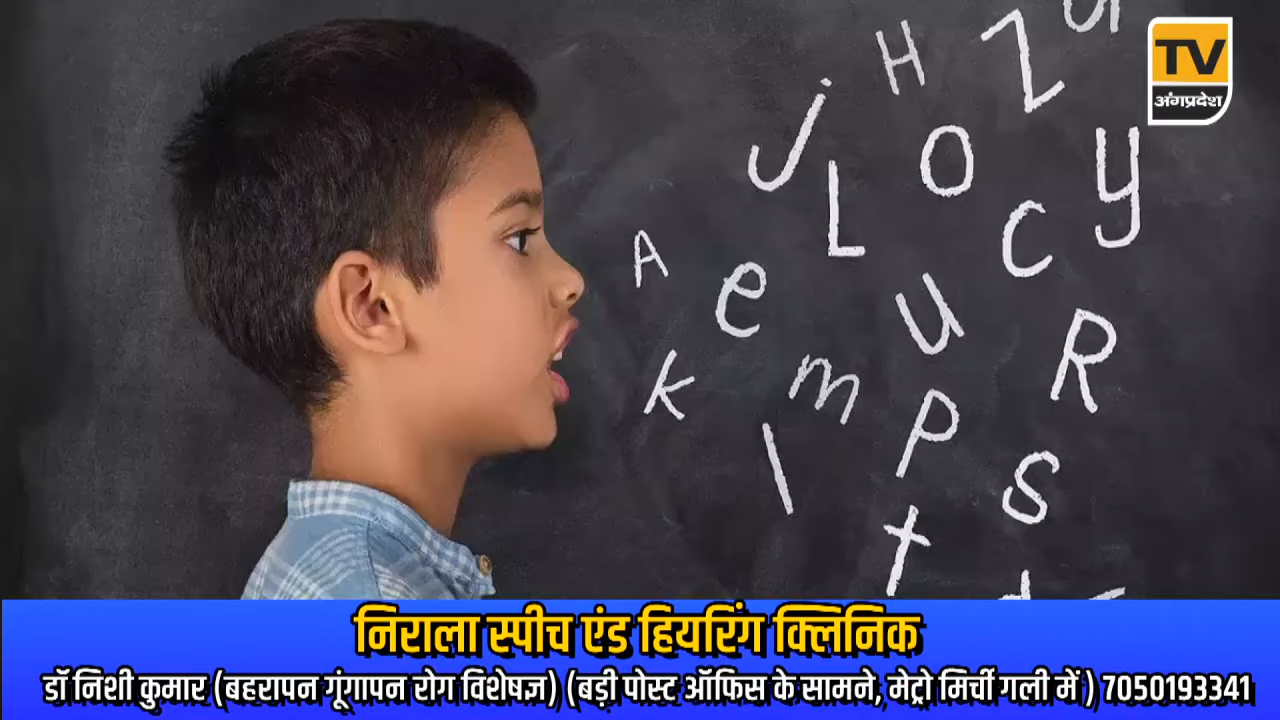 H Z
TV
अंगप्रदेश
j L O C y
A e u R
K m P
l t S
निराला स्पीच एंड हियरिंग क्लिनिक
डॉ निशी कुमार (बहरापन गूंगापन रोग विशेषज्ञ) (बड़ी पोस्ट ऑफिस के सामने, मेट्रो मिर्ची गली में ) 7050193341